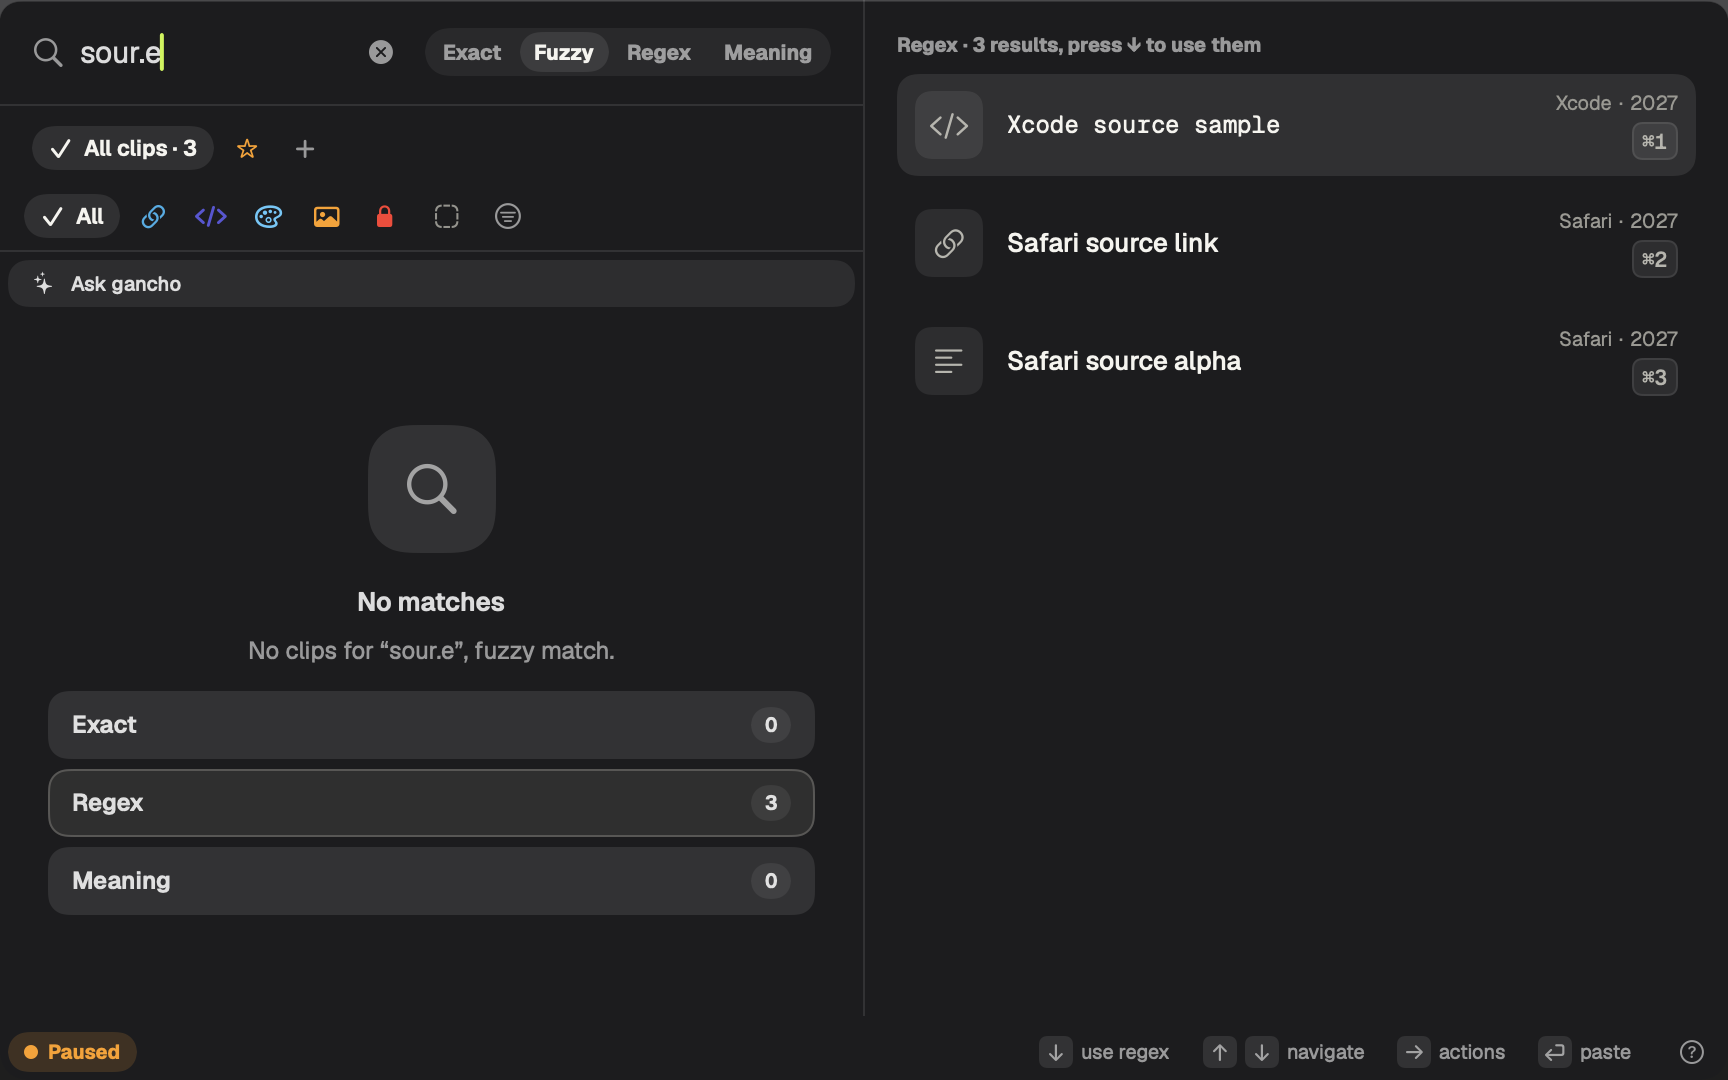 sour.e
Exact Fuzzy Regex Meaning
All clips · 3
All
Ask gancho
No matches
No clips for “sour.e”, fuzzy match.
Exact 0
Regex 3
Meaning 0
Paused
Regex · 3 results, press ↓ to use them
Xcode source sample
Xcode · 2027
⌘1
Safari source link
Safari · 2027
⌘2
Safari source alpha
Safari · 2027
⌘3
↓ use regex ↑ ↓ navigate → actions ↵ paste ?